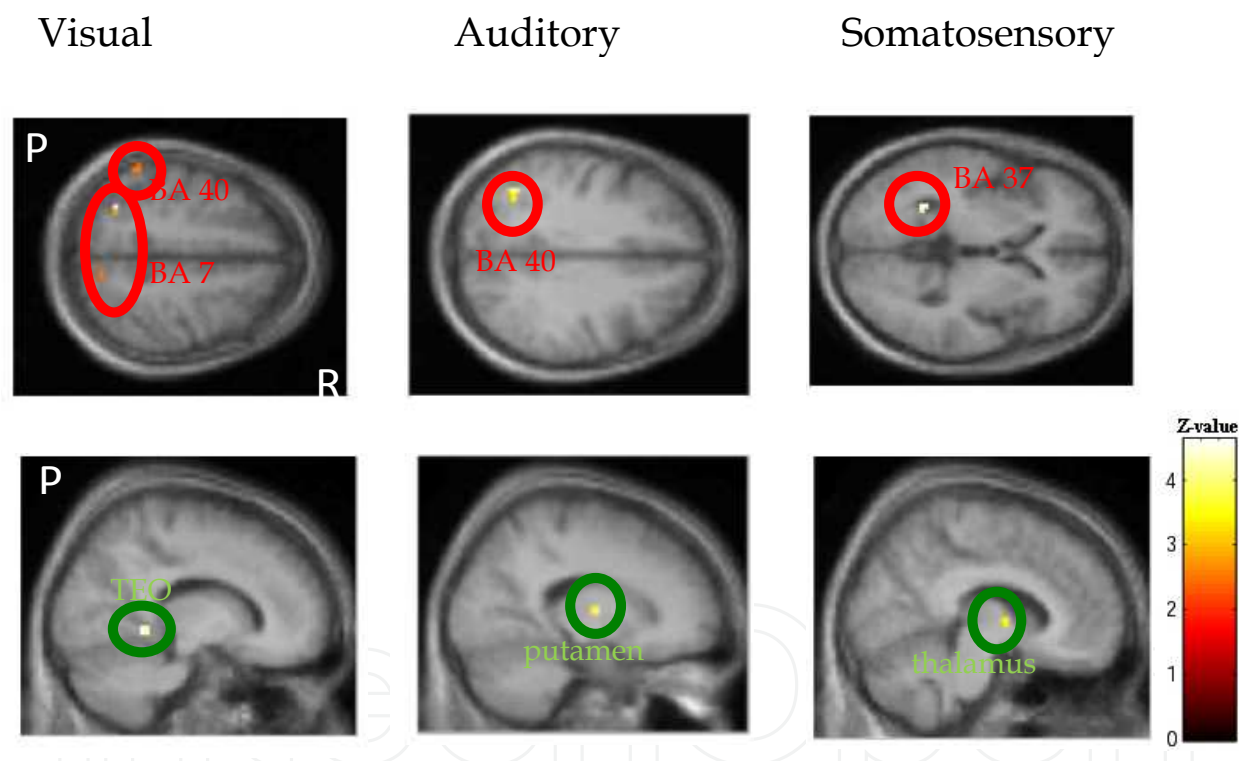 Visual
Auditory
Somatosensory
P
BA 40
BA 7
R
BA 40
BA 37
P
TEO
putamen
thalamus
Z-value
4
3
2
1
0